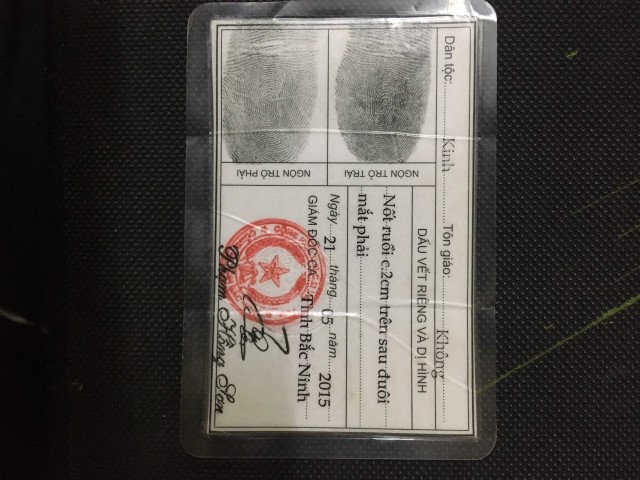 Dân tộc: Kinh Tôn giáo: Không
DẤU VẾT RIÊNG VÀ DỊ HÌNH
NGÓN TRỎ TRÁI
Nốt ruồi c.2cm trên sau đuôi
mắt phải
NGÓN TRỎ PHẢI
Ngày 21 tháng 05 năm 2015
GIÁM ĐỐC CA Tỉnh Bắc Ninh
Phạm Hồng Sơn